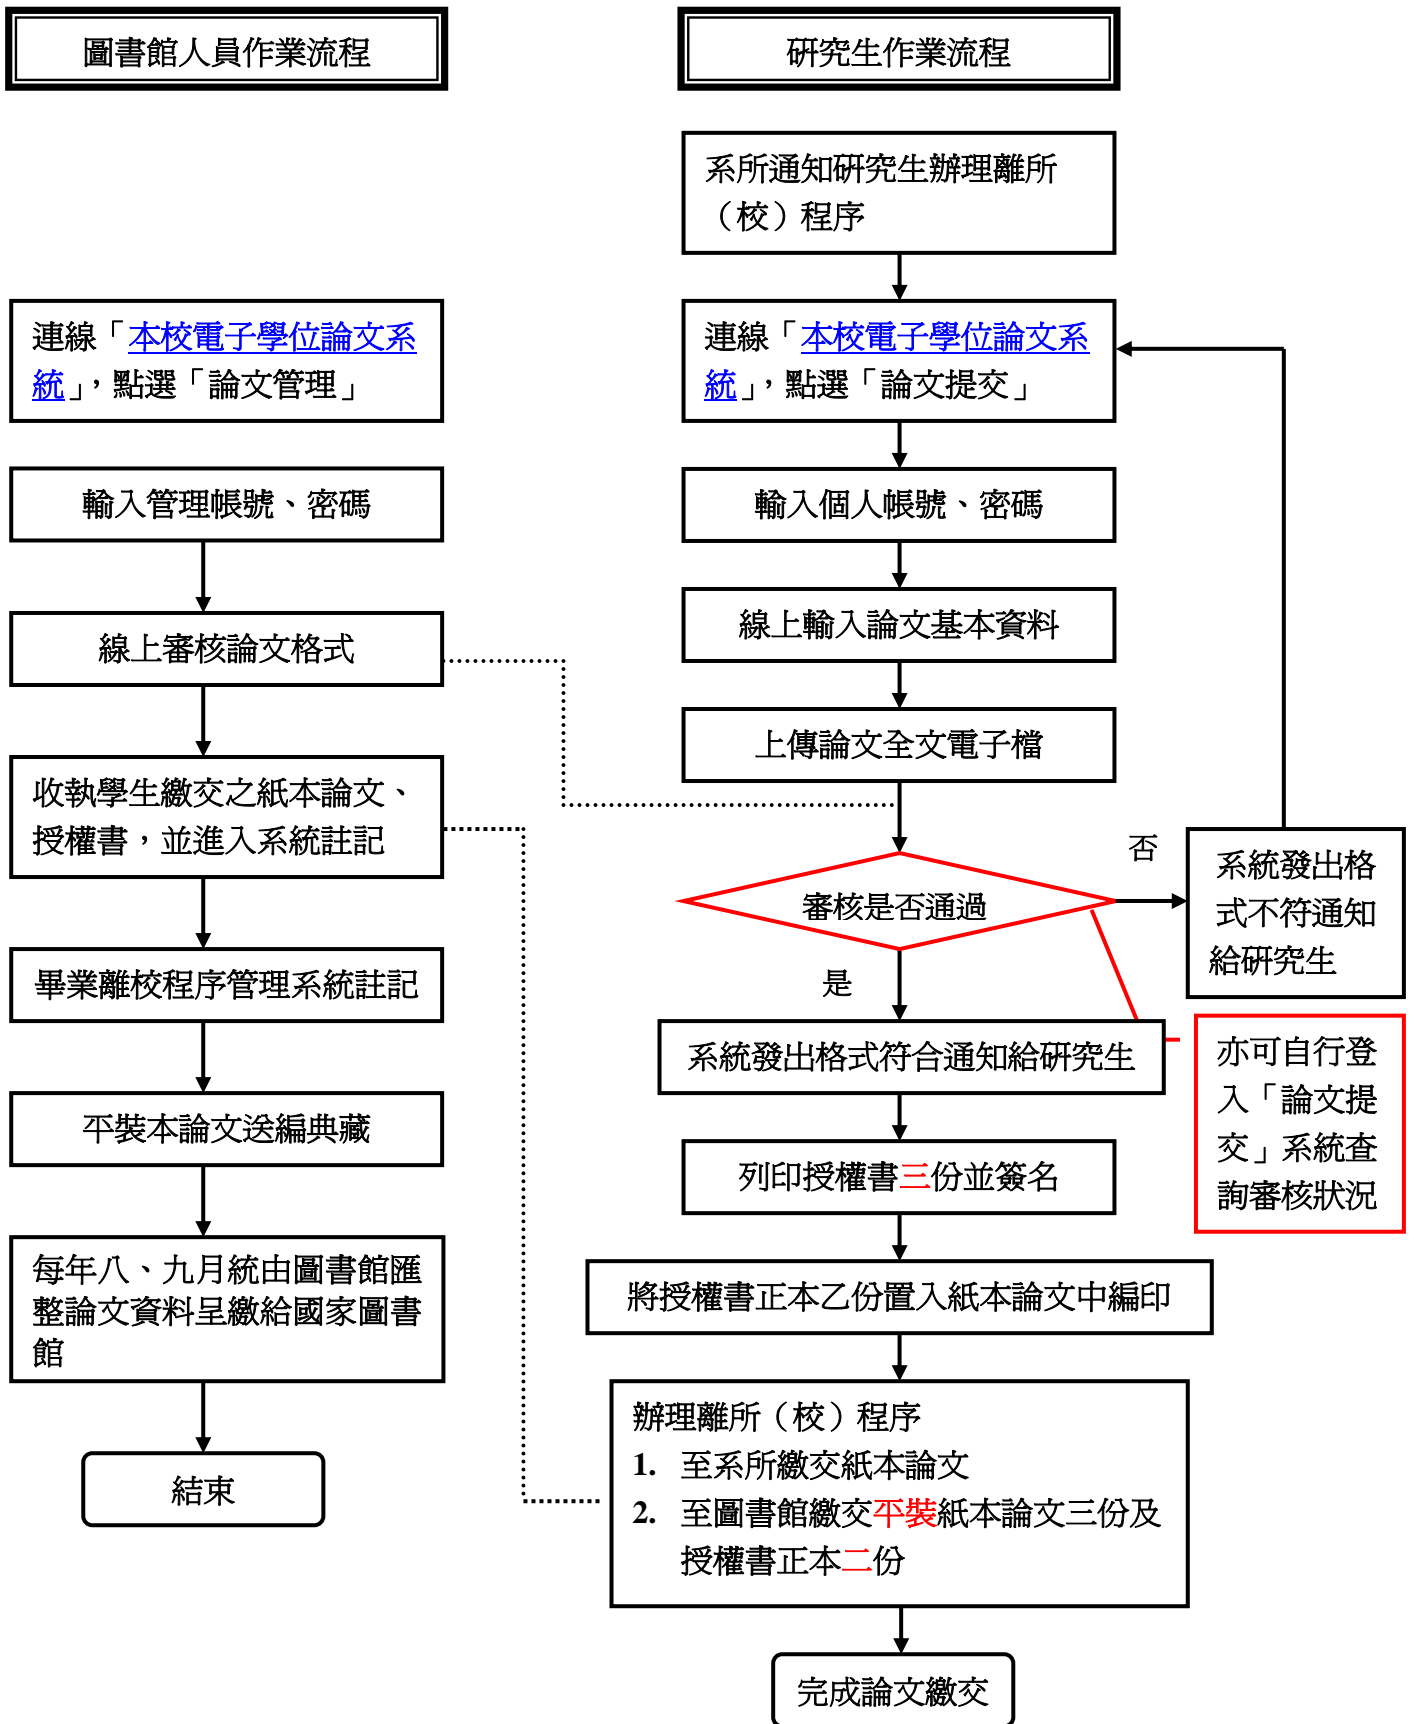 圖書館人員作業流程
連線「本校電子學位論文系
統」，點選「論文管理」
輸入管理帳號、密碼
線上審核論文格式
收執學生繳交之紙本論文、
授權書，並進入系統註記
畢業離校程序管理系統註記
平裝本論文送編典藏
每年八、九月統由圖書館匯
整論文資料呈繳給國家圖書
館
結束
研究生作業流程
系所通知研究生辦理離所
（校）程序
連線「本校電子學位論文系
統」，點選「論文提交」
輸入個人帳號、密碼
線上輸入論文基本資料
上傳論文全文電子檔
審核是否通過
否
系統發出格
式不符通知
給研究生
是
系統發出格式符合通知給研究生
亦可自行登
入「論文提
交」系統查
詢審核狀況
列印授權書三份並簽名
將授權書正本乙份置入紙本論文中編印
辦理離所（校）程序
1. 至系所繳交紙本論文
2. 至圖書館繳交平裝紙本論文三份及
授權書正本二份
完成論文繳交